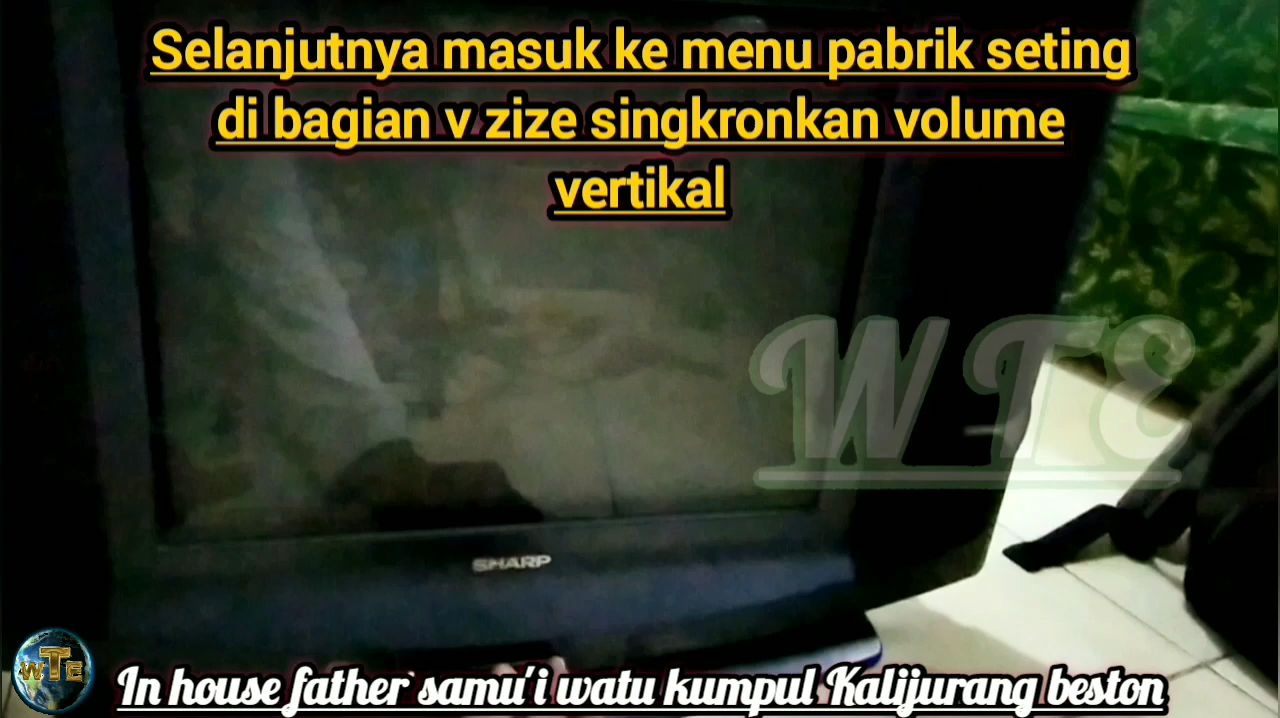 Selanjutnya masuk ke menu pabrik seting
di bagian v zize singkronkan volume
vertikal
WTE
SHARP
WTE
In house father samu'i watu kumpul Kalijurang beston